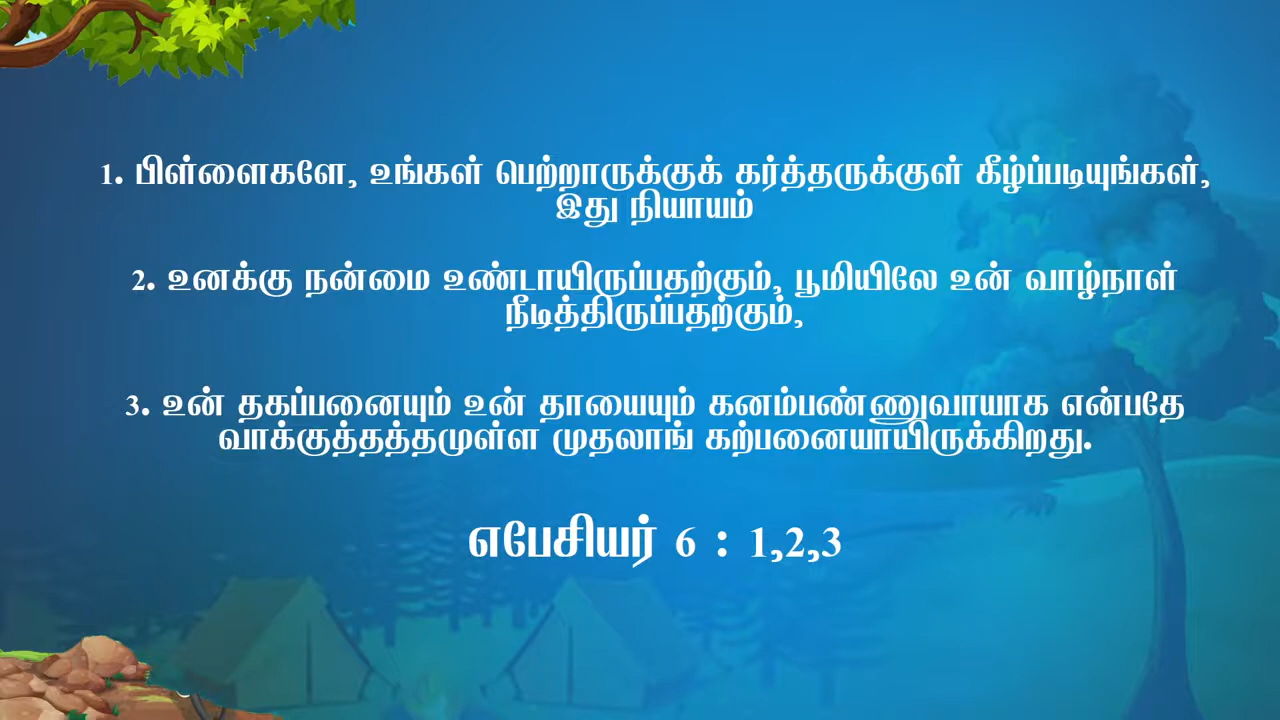 1. பிள்ளைகளே, உங்கள் பெற்றாருக்குக் கர்த்தருக்குள் கீழ்ப்படியுங்கள்,
இது நியாயம்
2. உனக்கு நன்மை உண்டாயிருப்பதற்கும், பூமியிலே உன் வாழ்நாள்
நீடித்திருப்பதற்கும்,
3. உன் தகப்பனையும் உன் தாயையும் கனம்பண்ணுவாயாக என்பதே
வாக்குத்தத்தமுள்ள முதலாங் கற்பனையாயிருக்கிறது.
எபேசியர் 6 : 1,2,3